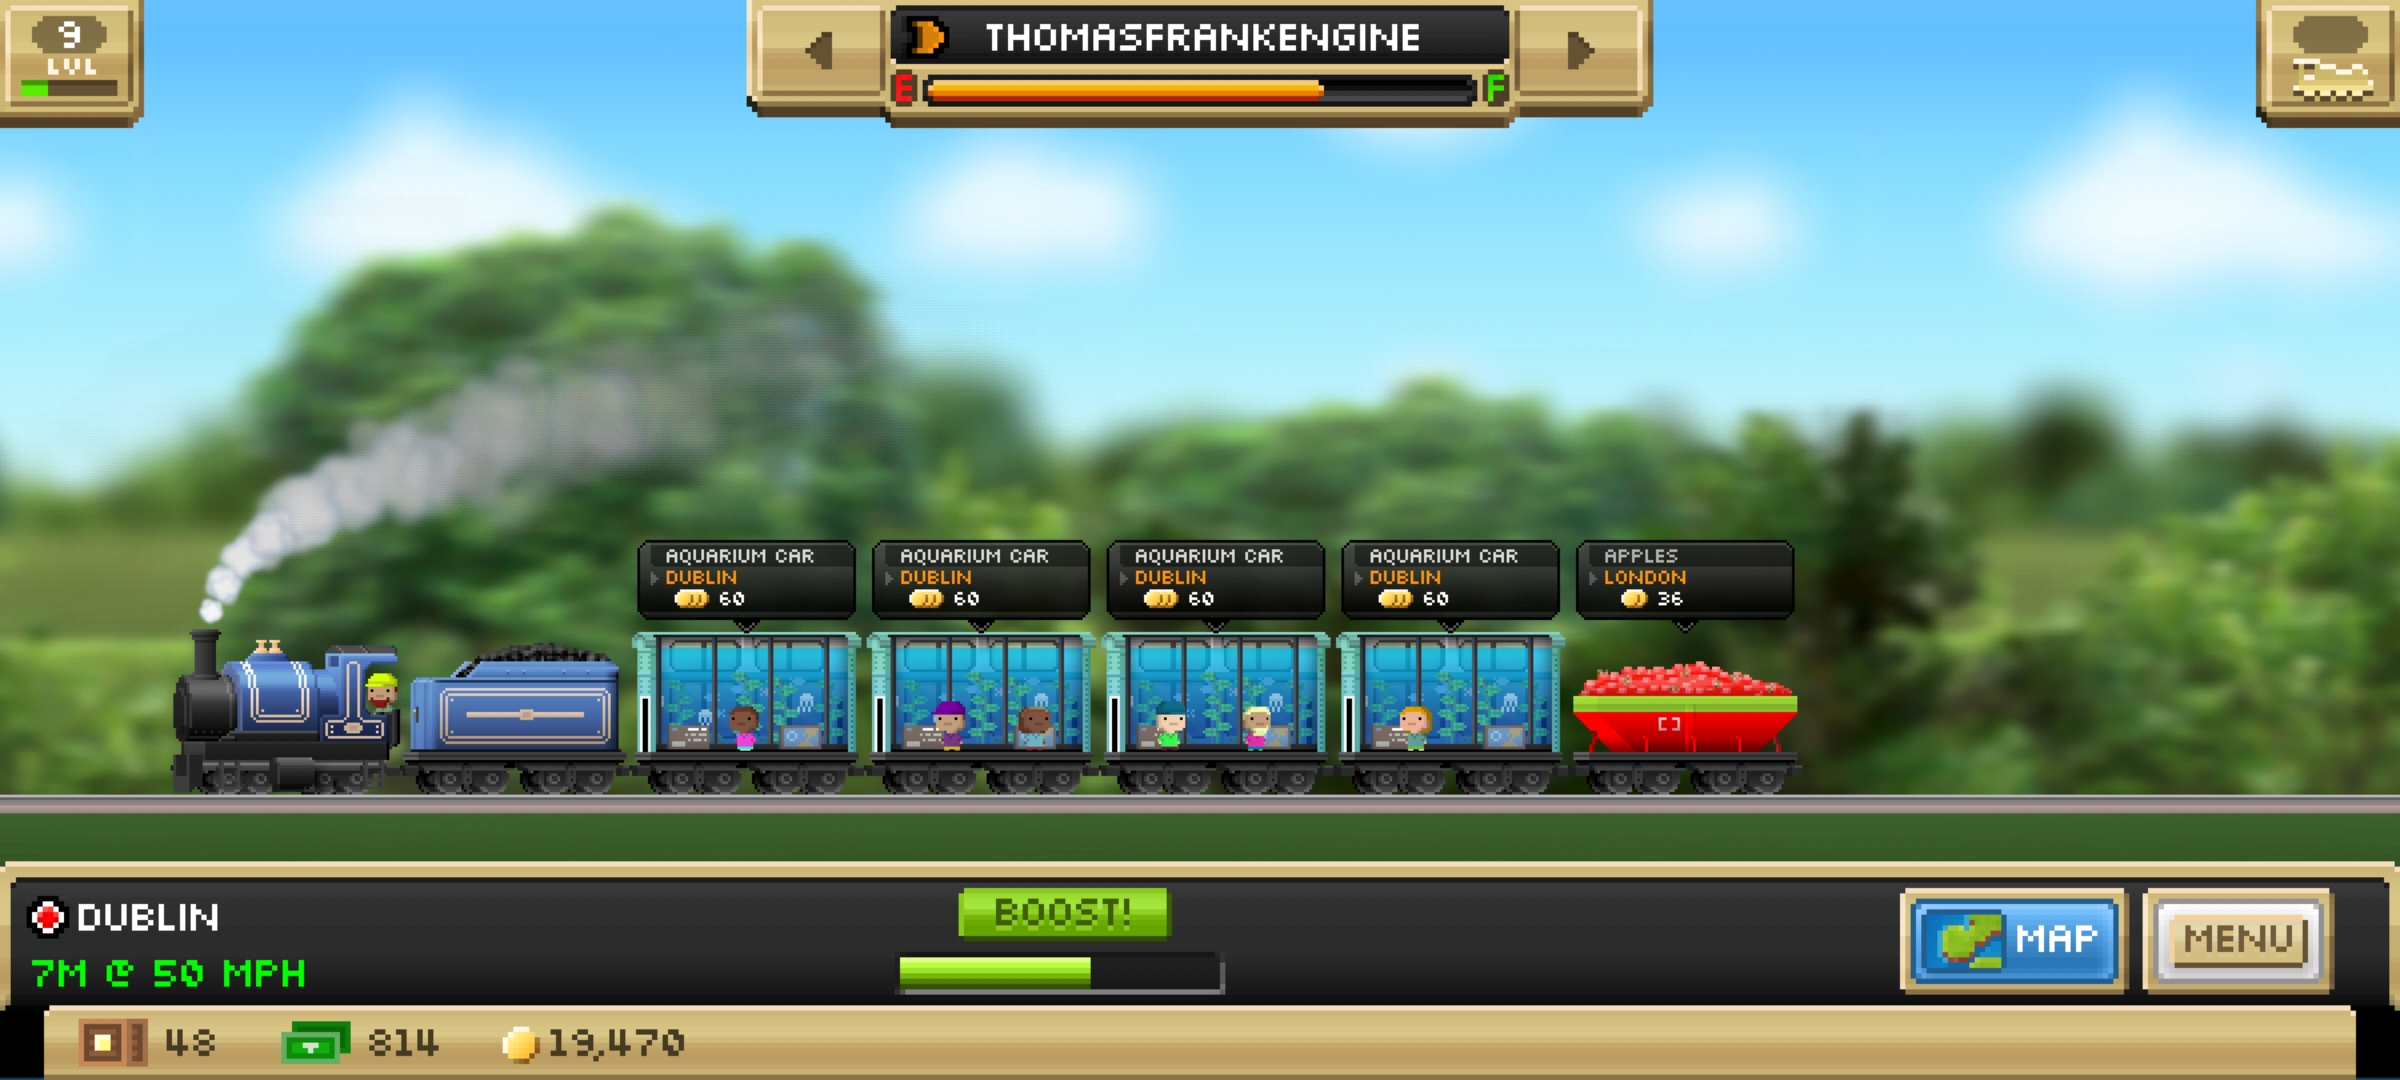 9
LVL
THOMASFRANKENGINE
E F
AQUARIUM CAR
DUBLIN
60
AQUARIUM CAR
DUBLIN
60
AQUARIUM CAR
DUBLIN
60
AQUARIUM CAR
DUBLIN
60
APPLES
LONDON
36
DUBLIN
7M @ 50 MPH
BOOST!
MAP
MENU
48
814
19,470